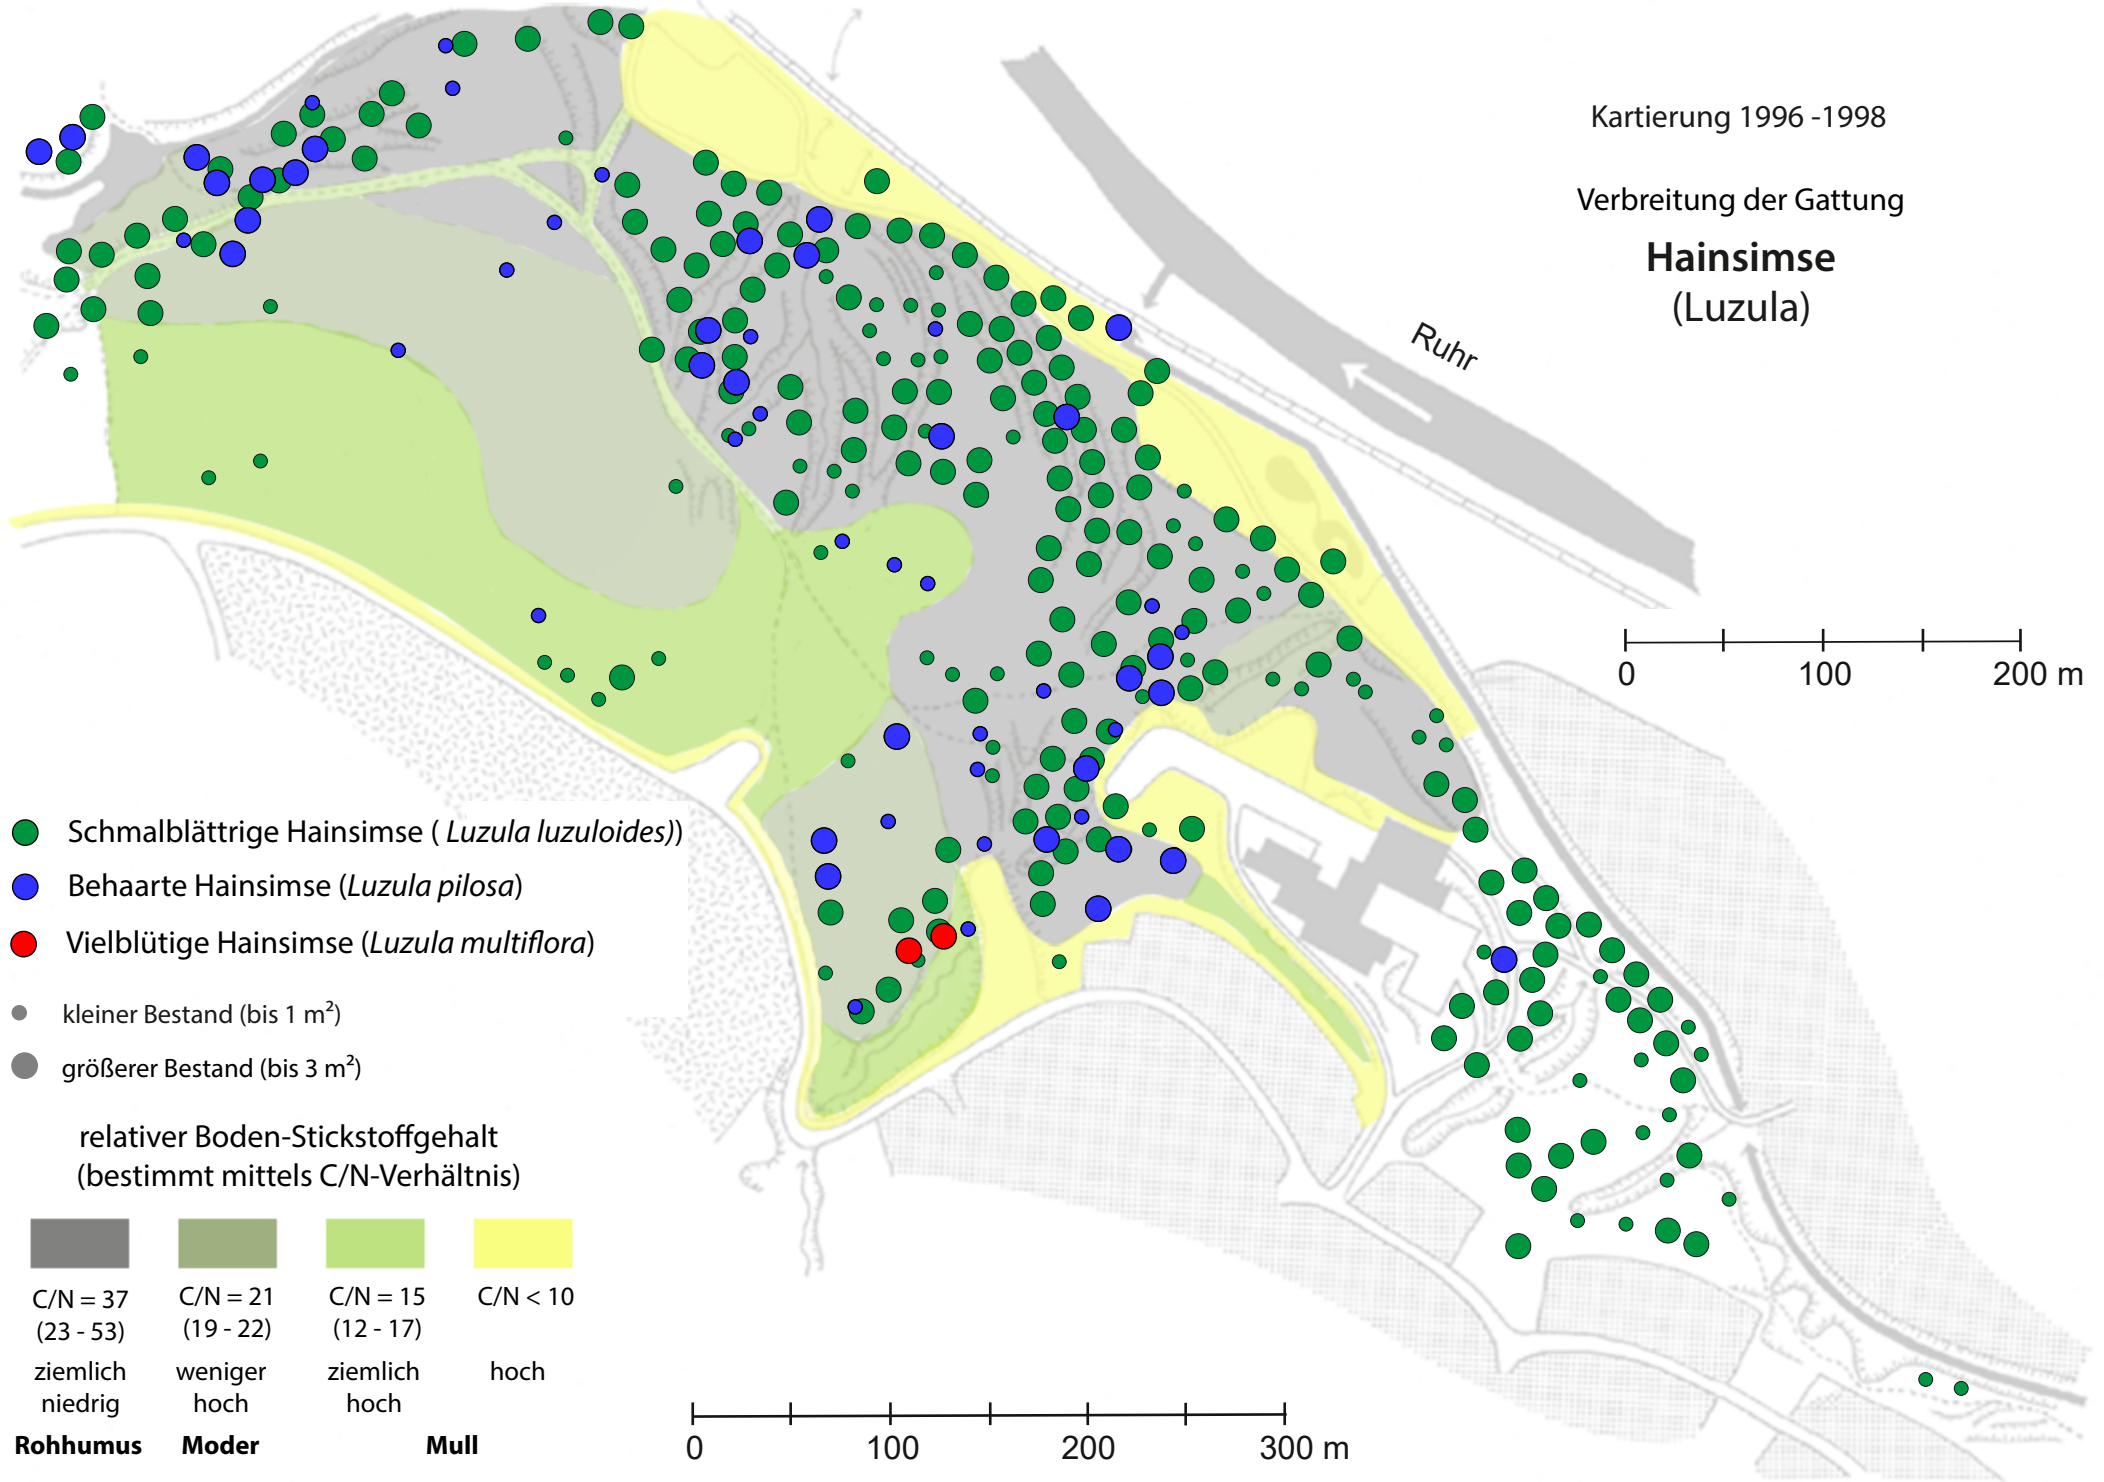 Kartierung 1996 -1998
Verbreitung der Gattung
Hainsimse
(Luzula)
Ruhr
0 100 200 m
Schmalblättrige Hainsimse ( Luzula luzuloides))
Behaarte Hainsimse (Luzula pilosa)
Vielblütige Hainsimse (Luzula multiflora)
kleiner Bestand (bis 1 m²)
größerer Bestand (bis 3 m²)
relativer Boden-Stickstoffgehalt
(bestimmt mittels C/N-Verhältnis)
C/N = 37 C/N = 21 C/N = 15 C/N < 10
(23 - 53) (19 - 22) (12 - 17)
ziemlich weniger ziemlich hoch
niedrig hoch hoch
Rohhumus Moder Mull
0 100 200 300 m